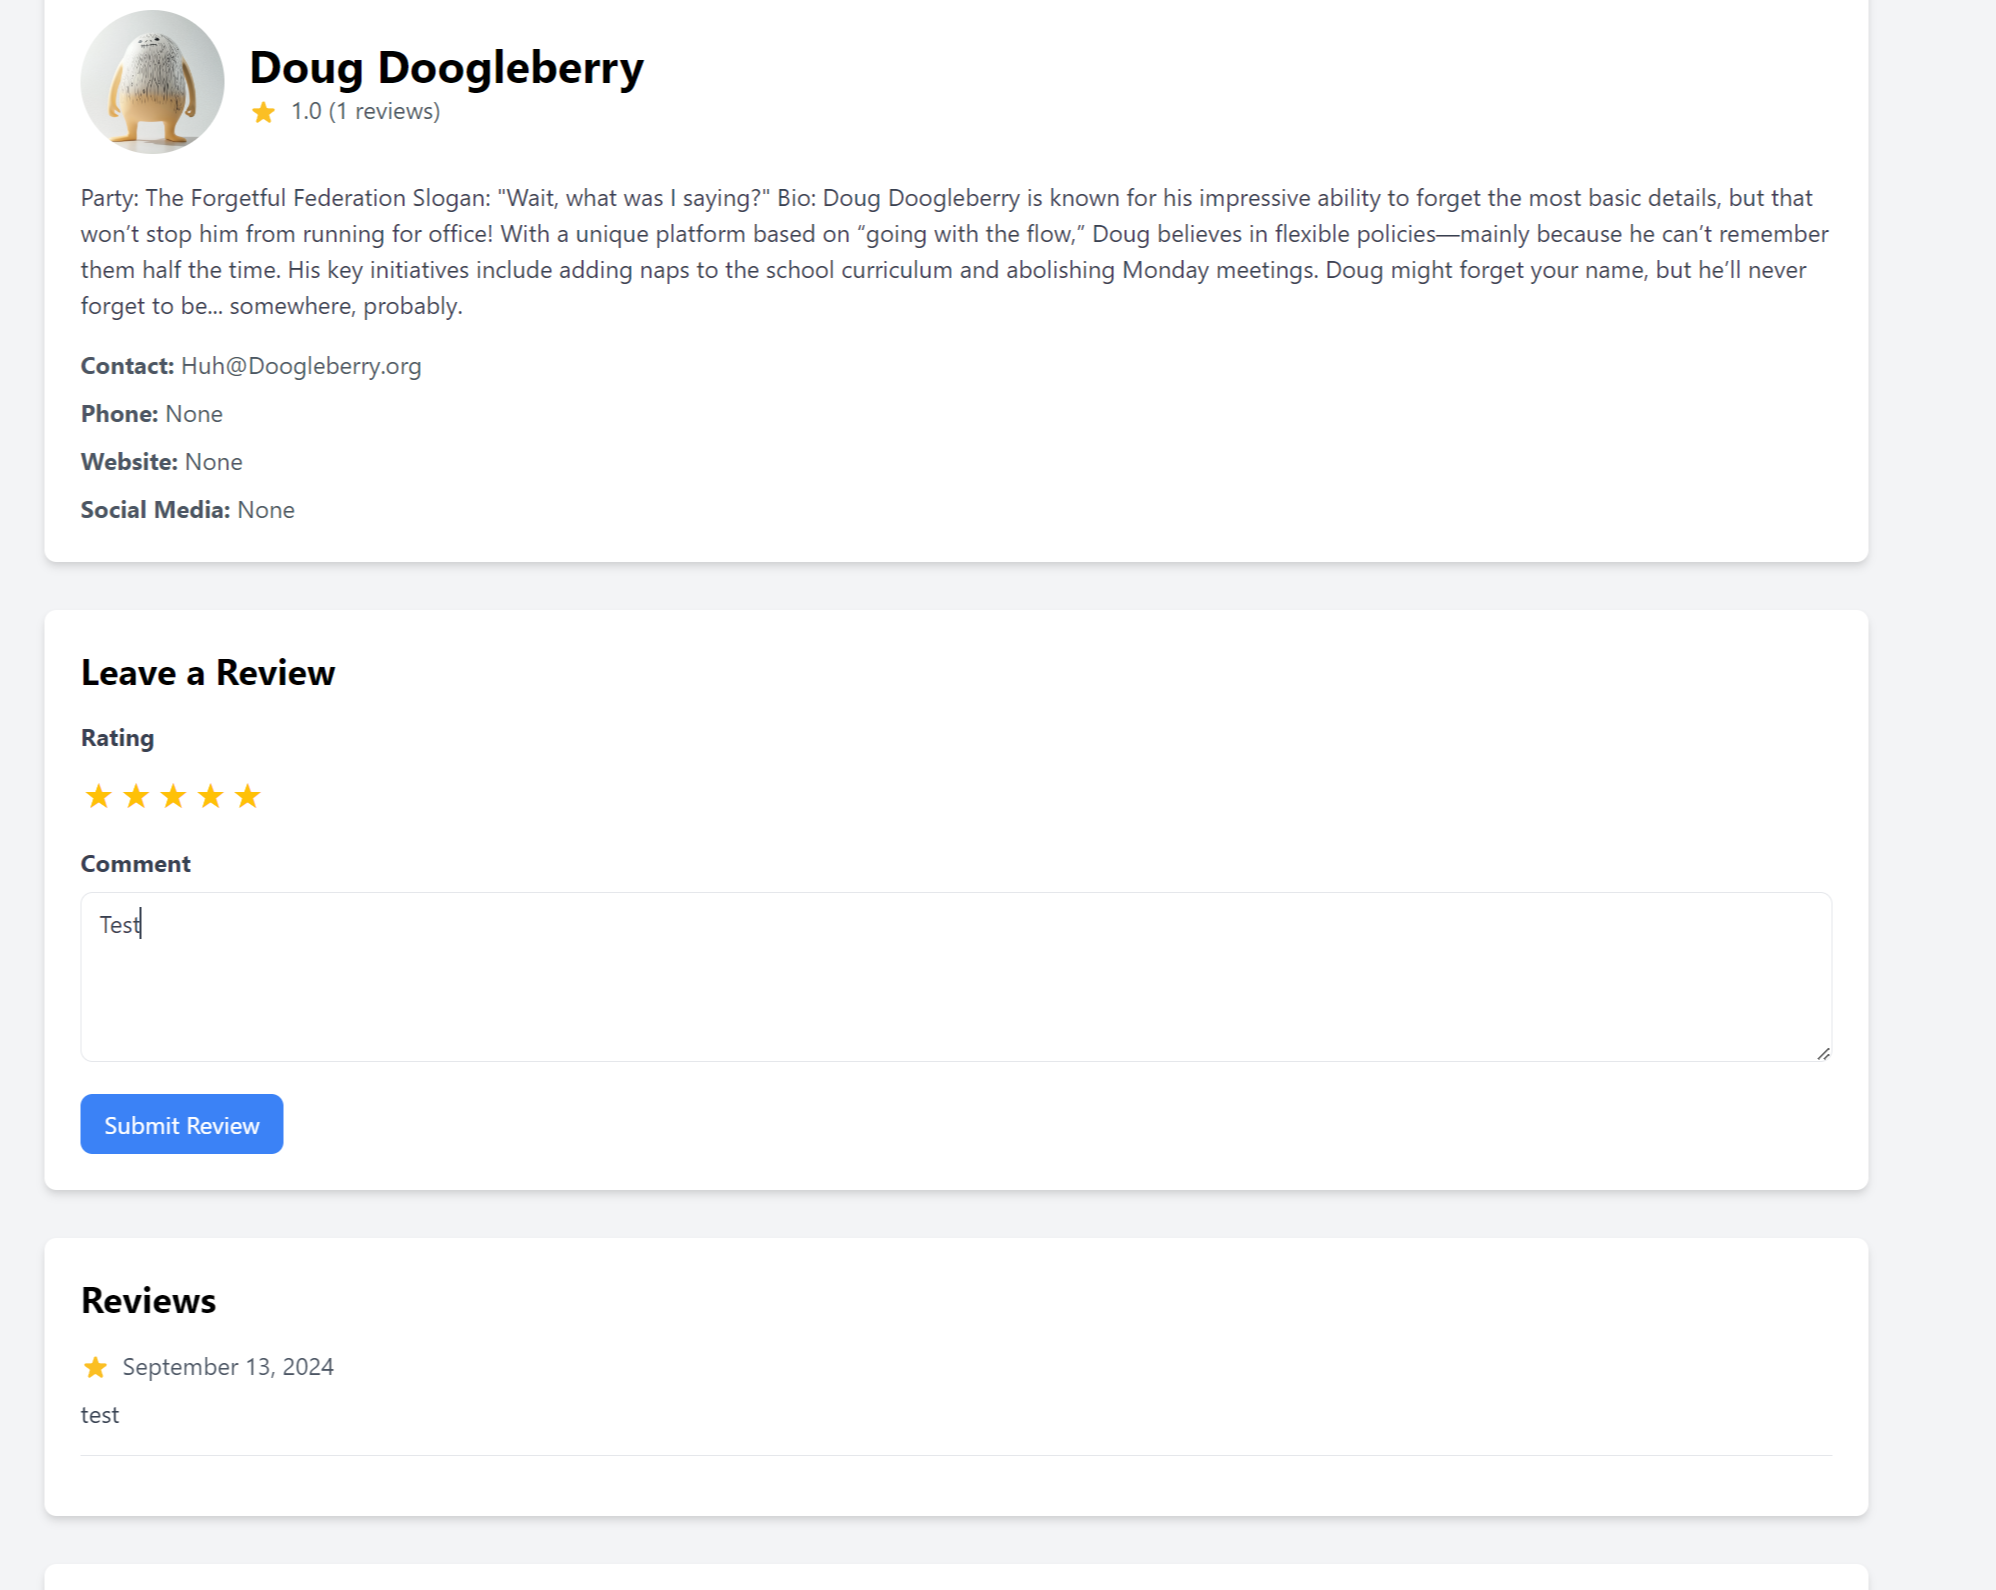 Doug Doogleberry
1.0 (1 reviews)
Party: The Forgetful Federation Slogan: "Wait, what was I saying?" Bio: Doug Doogleberry is known for his impressive ability to forget the most basic details, but that
won’t stop him from running for office! With a unique platform based on “going with the flow,” Doug believes in flexible policies—mainly because he can’t remember
them half the time. His key initiatives include adding naps to the school curriculum and abolishing Monday meetings. Doug might forget your name, but he’ll never
forget to be... somewhere, probably.
Contact: Huh@Doogleberry.org
Phone: None
Website: None
Social Media: None
Leave a Review
Rating
Comment
Test
Submit Review
Reviews
September 13, 2024
test